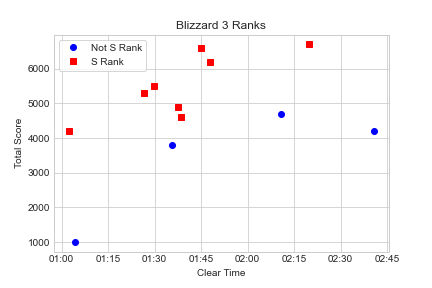 Blizzard 3 Ranks
Not S Rank
S Rank
Total Score
6000
5000
4000
3000
2000
1000
01:00 01:15 01:30 01:45 02:00 02:15 02:30 02:45
Clear Time